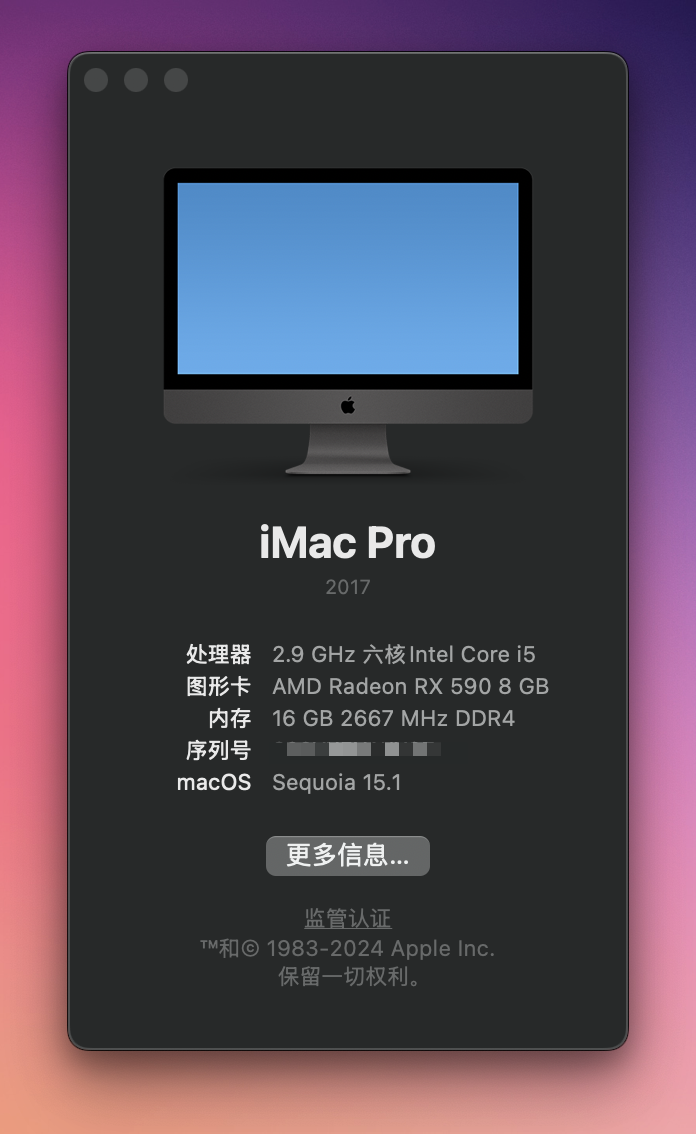 iMac Pro
2017
处理器 2.9 GHz 六核Intel Core i5
图形卡 AMD Radeon RX 590 8 GB
内存 16 GB 2667 MHz DDR4
序列号
macOS Sequoia 15.1
更多信息...
监管认证
™和© 1983-2024 Apple Inc.
保留一切权利。